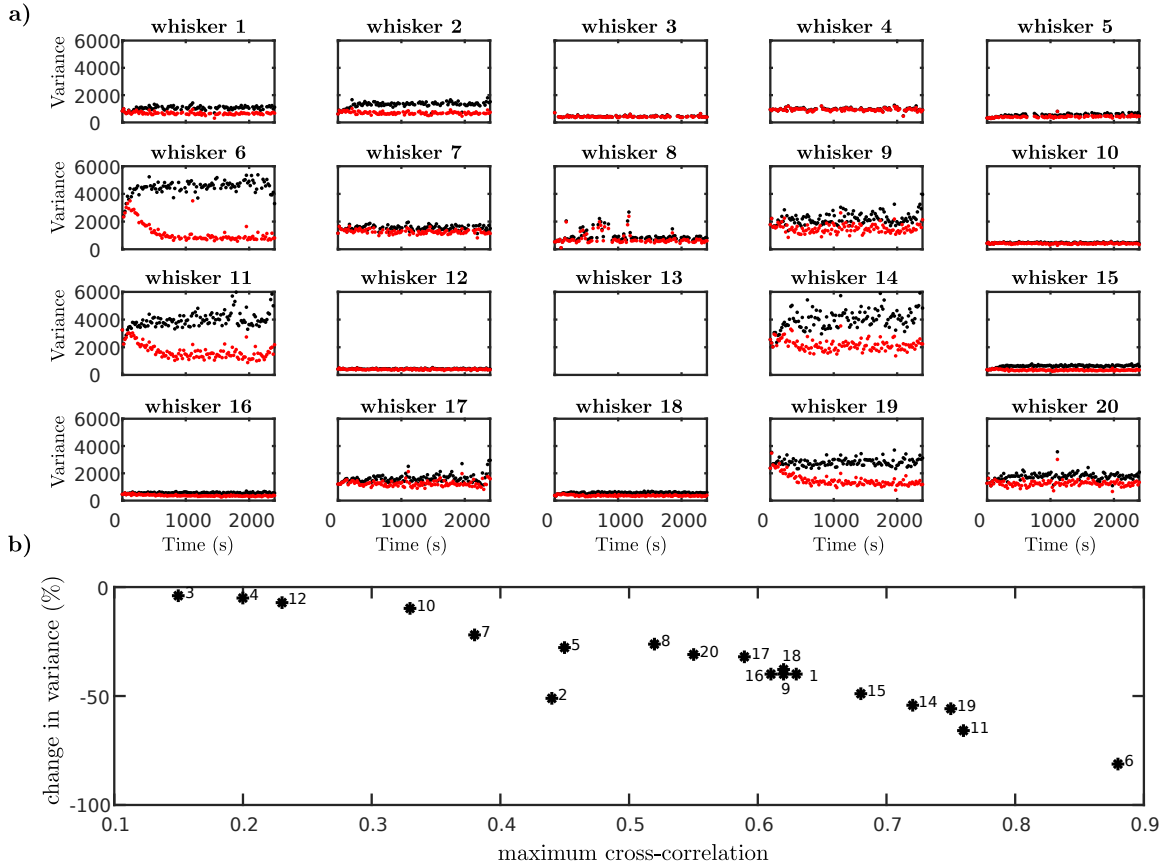 a)
whisker 1 whisker 2 whisker 3 whisker 4 whisker 5
6000
4000
2000
0
Variance
0 1000 2000 0 1000 2000 0 1000 2000 0 1000 2000 0 1000 2000
whisker 6 whisker 7 whisker 8 whisker 9 whisker 10
6000
4000
2000
0
Variance
whisker 11 whisker 12 whisker 13 whisker 14 whisker 15
6000
4000
2000
0
Variance
whisker 16 whisker 17 whisker 18 whisker 19 whisker 20
6000
4000
2000
0
Variance
Time (s) Time (s) Time (s) Time (s) Time (s)
b)
change in variance (%)
0
-50
-100
3 4 12 10 7 5 2 8 20 17 16 18 9 1 15 14 19 11 6
0.1 0.2 0.3 0.4 0.5 0.6 0.7 0.8 0.9
maximum cross-correlation